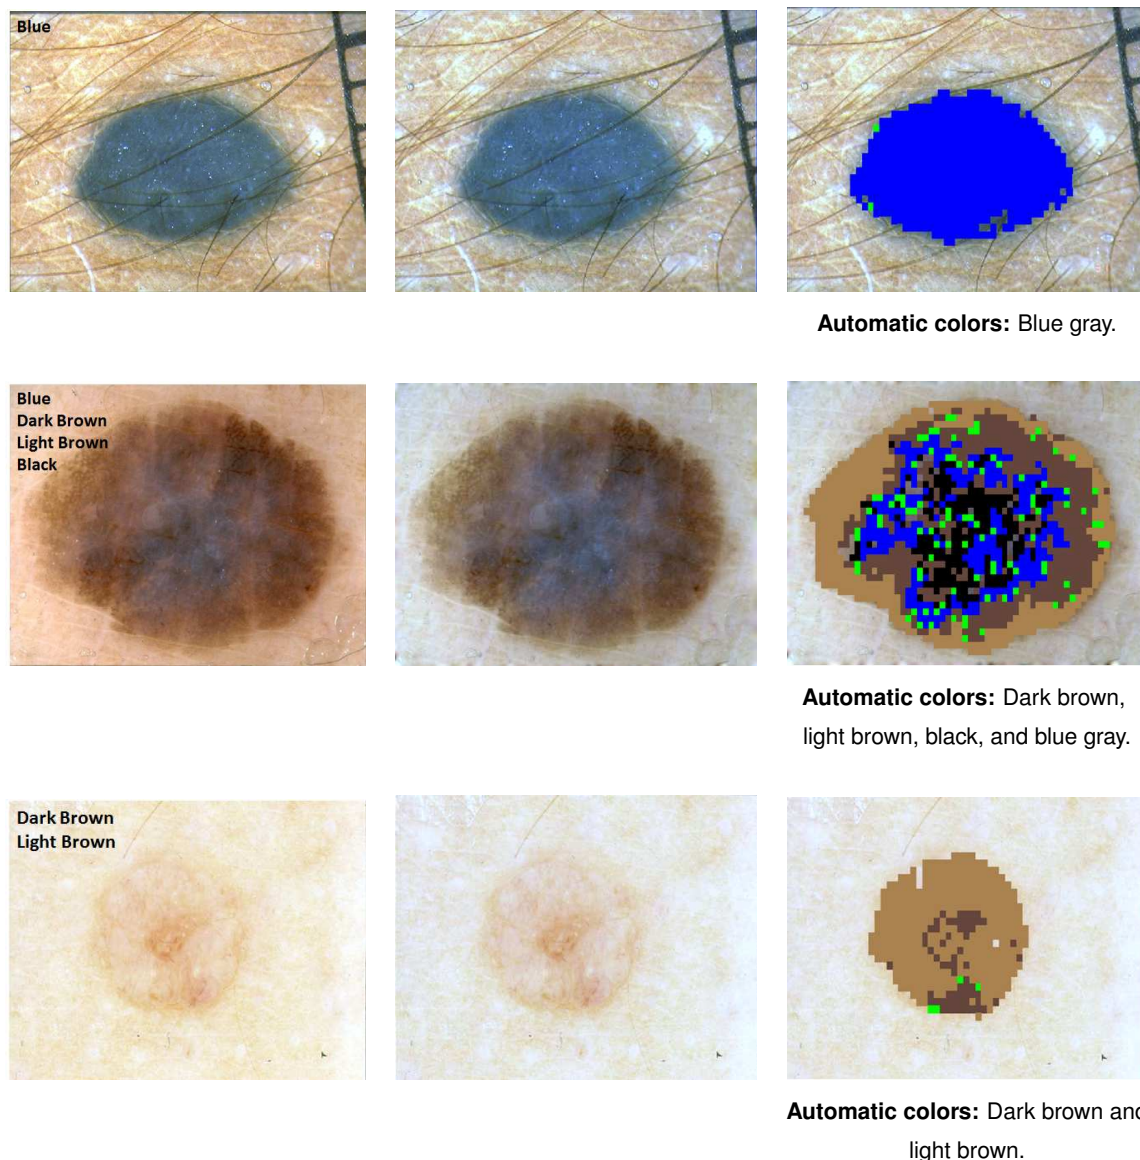 Blue
Automatic colors: Blue gray.
Blue
Dark Brown
Light Brown
Black
Automatic colors: Dark brown,
light brown, black, and blue gray.
Dark Brown
Light Brown
Automatic colors: Dark brown and
light brown.